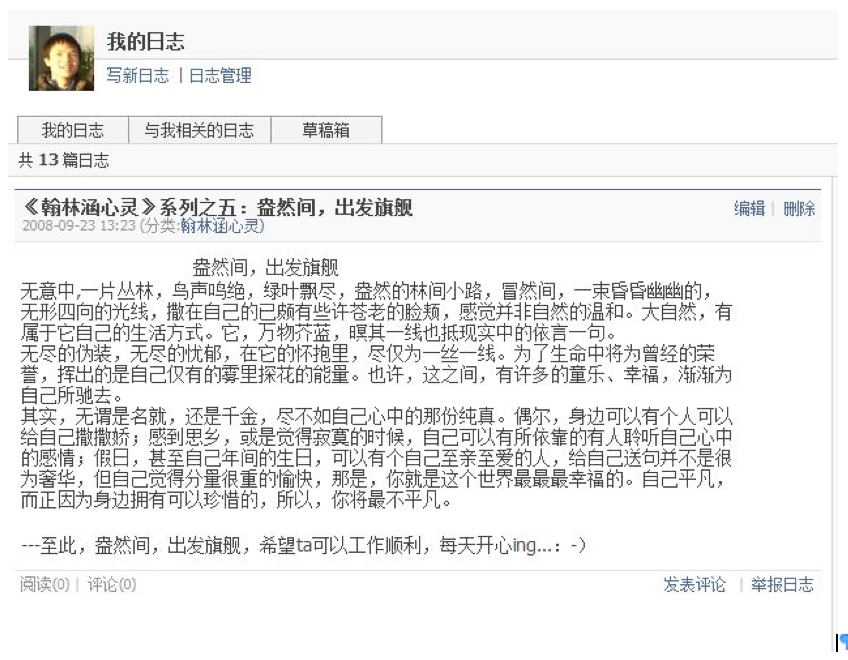 我的日志
写新日志 | 日志管理
我的日志 与我相关的日志 草稿箱
共 13 篇日志
《翰林涵心灵》系列之五：盎然间，出发旗舰 编辑 | 删除
2008-09-23 13:23 (分类:翰林涵心灵)
盎然间，出发旗舰
无意中,一片丛林，鸟声鸣绝，绿叶飘尽，盎然的林间小路，冒然间，一束昏昏幽幽的，
无形四向的光线，撒在自己的已颇有些许苍老的脸颊，感觉并非自然的温和。大自然，有
属于它自己的生活方式。它，万物芥蓝，瞑其一线也抵现实中的依言一句。
无尽的伪装，无尽的忧郁，在它的怀抱里，尽仅为一丝一线。为了生命中将为曾经的荣
誉，挥出的是自己仅有的雾里探花的能量。也许，这之间，有许多的童乐、幸福，渐渐为
自己所驰去。
其实，无谓是名就，还是千金，尽不如自己心中的那份纯真。偶尔，身边可以有个人可以
给自己撒撒娇；感到思乡，或是觉得寂寞的时候，自己可以有所依靠的有人聆听自己心中
的感情；假日，甚至自己年间的生日，可以有个自己至亲至爱的人，给自己送句并不是很
为奢华，但自己觉得分量很重的愉快，那是，你就是这个世界最最最幸福的。自己平凡，
而正因为身边拥有可以珍惜的，所以，你将最不平凡。
---至此，盎然间，出发旗舰，希望ta可以工作顺利，每天开心ing...：-）
阅读(0) | 评论(0) 发表评论 | 举报日志